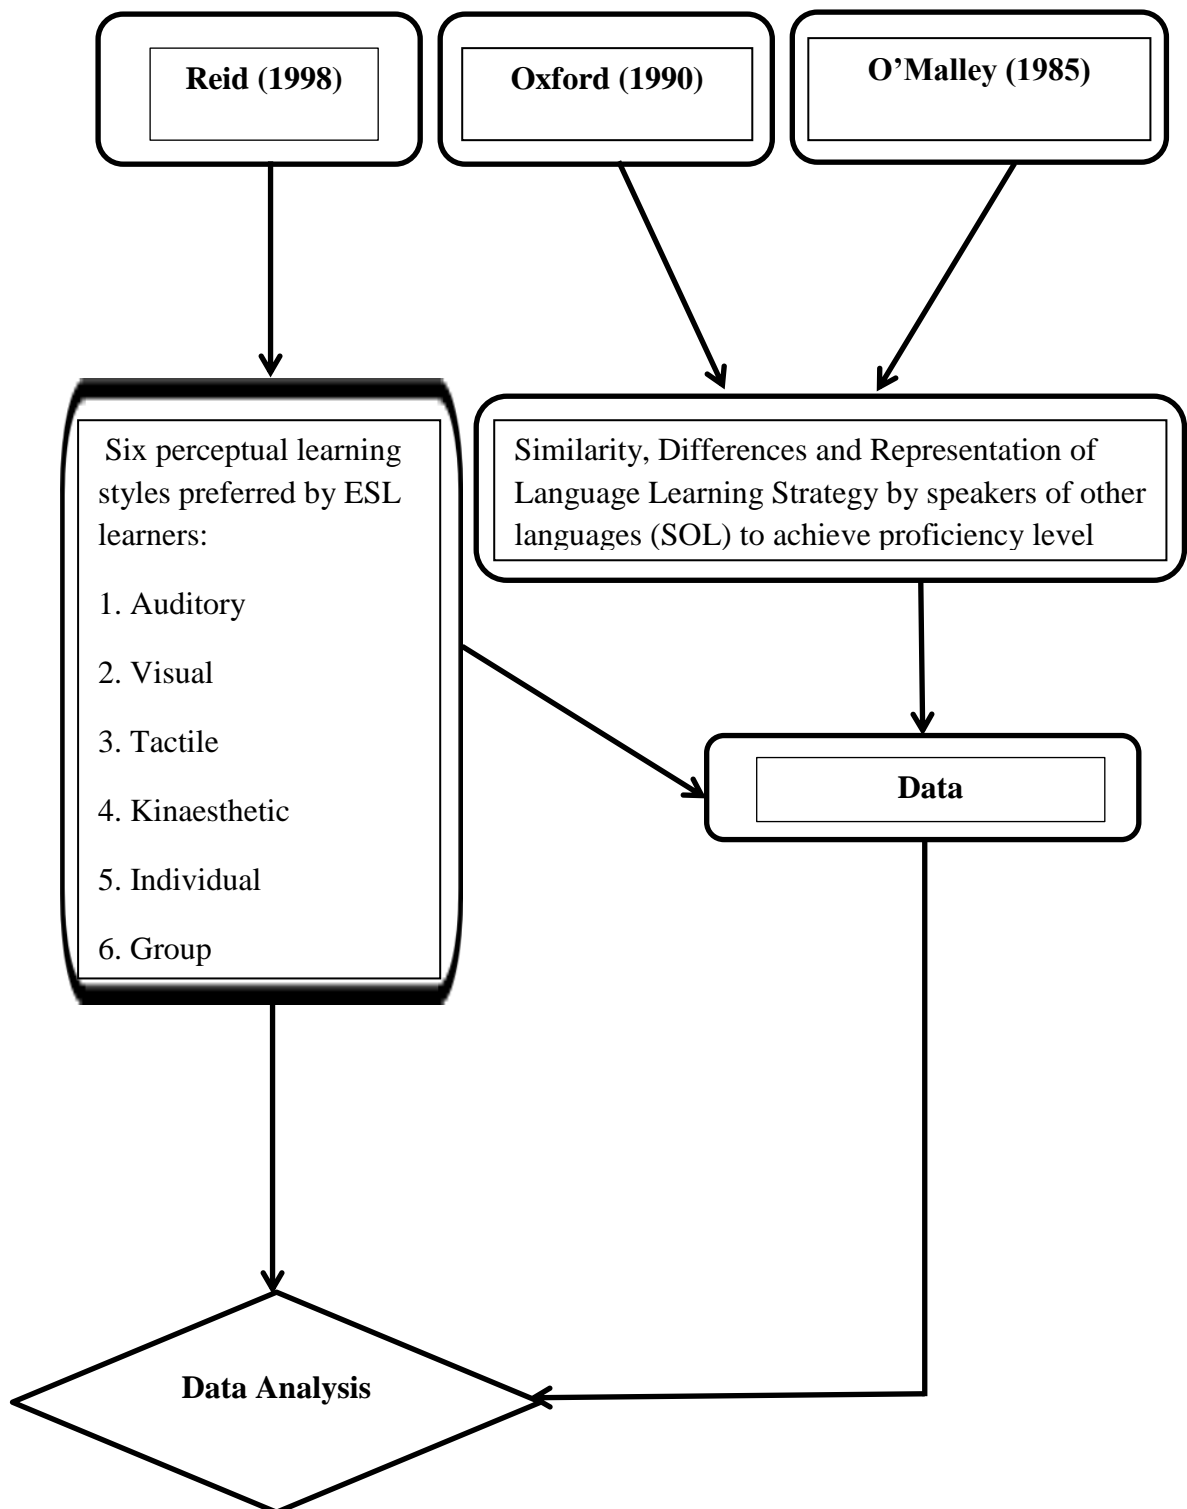 Reid (1998)
Oxford (1990)
O’Malley (1985)
Six perceptual learning
styles preferred by ESL
learners:
1. Auditory
2. Visual
3. Tactile
4. Kinaesthetic
5. Individual
6. Group
Similarity, Differences and Representation of
Language Learning Strategy by speakers of other
languages (SOL) to achieve proficiency level
Data
Data Analysis